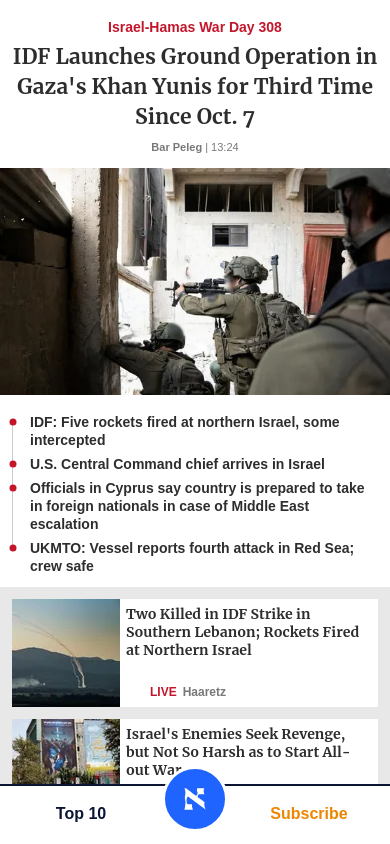 Israel-Hamas War Day 308
IDF Launches Ground Operation in
Gaza's Khan Yunis for Third Time
Since Oct. 7
Bar Peleg | 13:24
IDF: Five rockets fired at northern Israel, some
intercepted
U.S. Central Command chief arrives in Israel
Officials in Cyprus say country is prepared to take
in foreign nationals in case of Middle East
escalation
UKMTO: Vessel reports fourth attack in Red Sea;
crew safe
Two Killed in IDF Strike in
Southern Lebanon; Rockets Fired
at Northern Israel
LIVE Haaretz
Israel's Enemies Seek Revenge,
but Not So Harsh as to Start All-
out War
Top 10
א
Subscribe